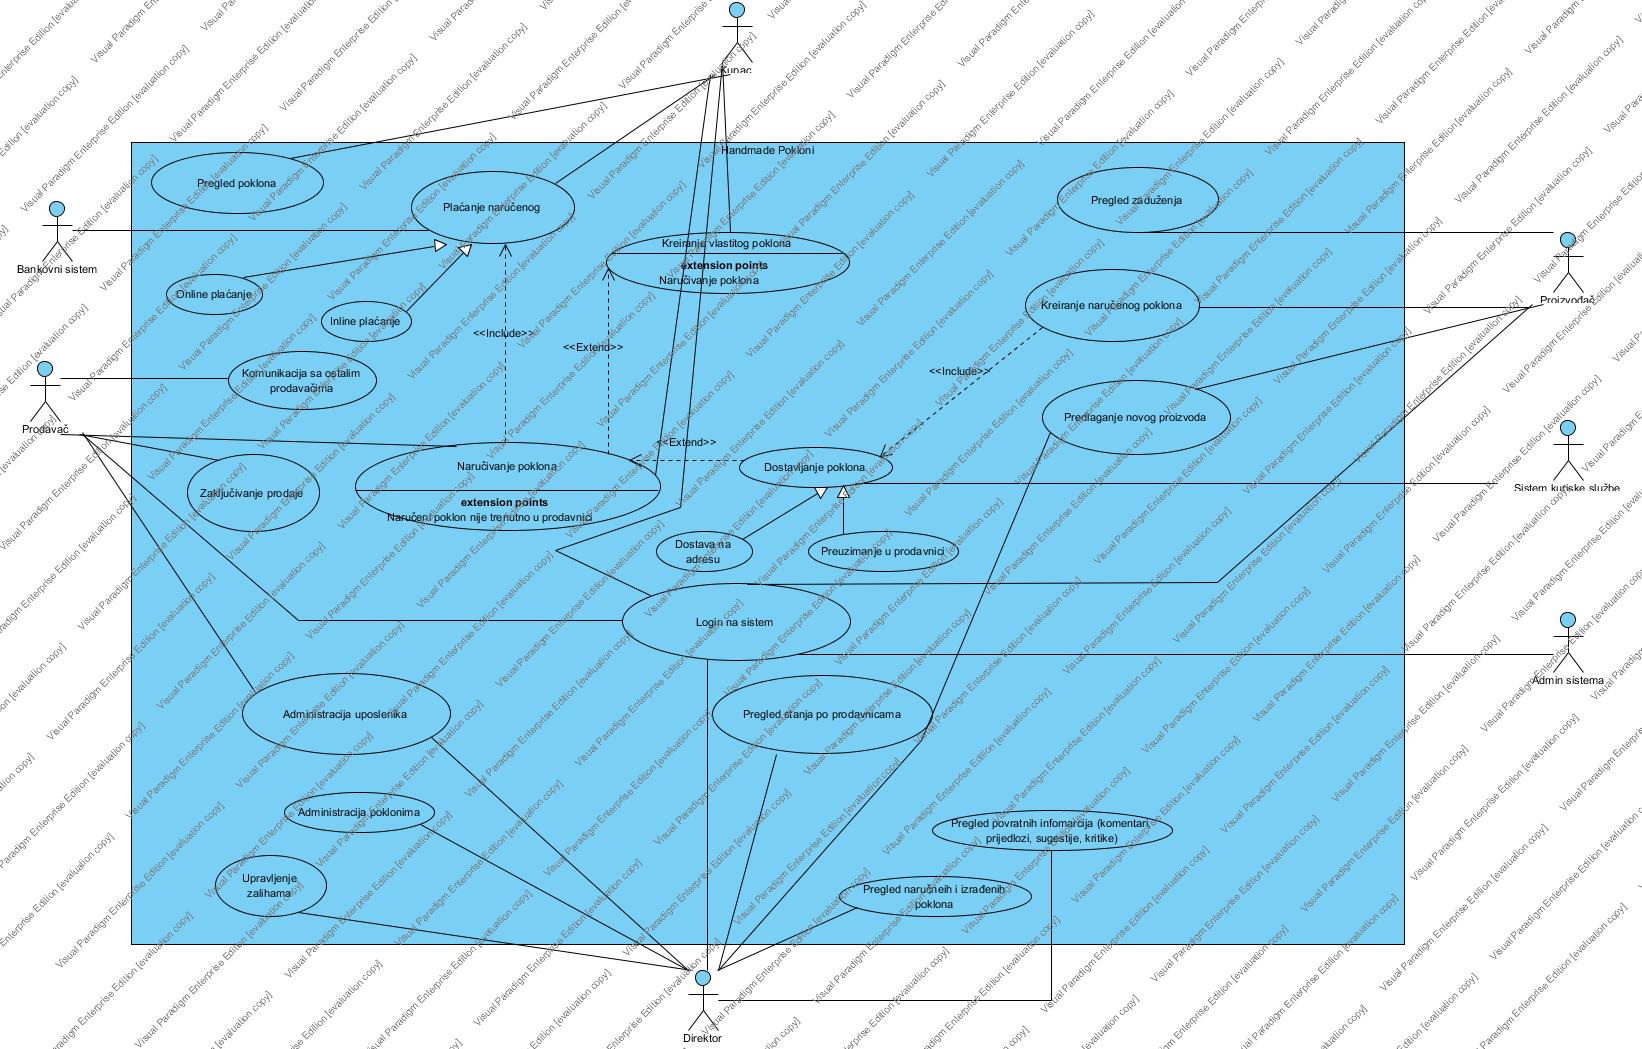 Kupac
Handmade Pokloni
Pregled poklona
Plaćanje naručenog
Pregled zaduženja
Bankovni sistem
Kreiranje vlastitog poklona
extension points
Naručivanje poklona
Proizvođač
Online plaćanje
Inline plaćanje
Kreiranje naručenog poklona
<<Include>>
<<Extend>>
<<Include>>
Komunikacija sa ostalim
prodavačima
Prodavač
Predlaganje novog proizvoda
<<Extend>>
Naručivanje poklona
extension points
Naručeni poklon nije trenutno u prodavnici
Dostavljanje poklona
Zaključivanje prodaje
Sistem kurirske službe
Dostava na
adresu
Preuzimanje u prodavnici
Login na sistem
Admin sistema
Administracija uposlenika
Pregled stanja po prodavnicama
Administracija poklonima
Pregled povratnih infomarcija (komentari,
prijedlozi, sugestije, kritike)
Upravljenje
zalihama
Pregled naručneih i izrađenih
poklona
Direktor
Visual Paradigm Enterprise Edition [evaluation copy]